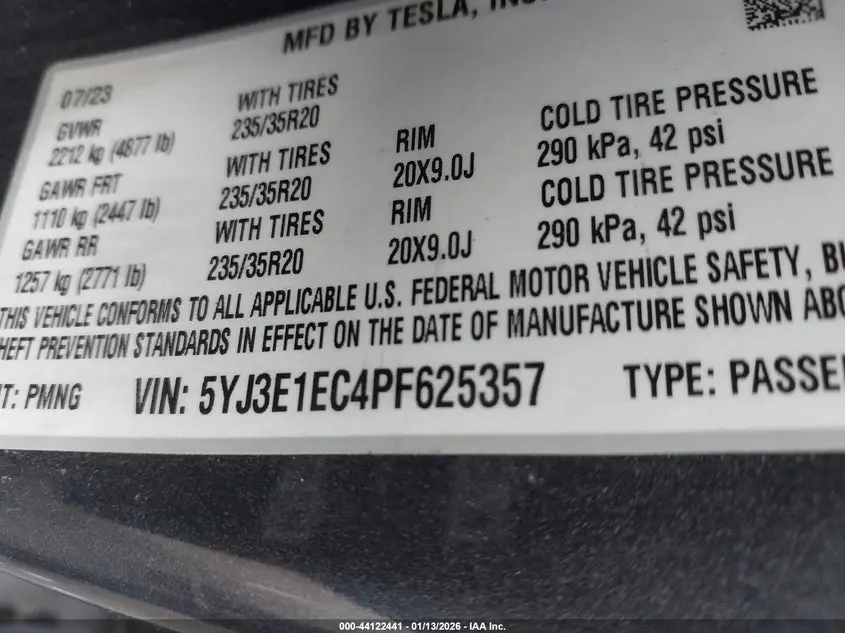 MFD BY TESLA, INC
07/23
GVWR WITH TIRES
2212 kg (4877 lb) 235/35R20 RIM COLD TIRE PRESSURE
GAWR FRT WITH TIRES 20X9.0J 290 kPa, 42 psi
1110 kg (2447 lb) 235/35R20 RIM COLD TIRE PRESSURE
GAWR RR WITH TIRES 20X9.0J 290 kPa, 42 psi
1257 kg (2771 lb) 235/35R20
THIS VEHICLE CONFORMS TO ALL APPLICABLE U.S. FEDERAL MOTOR VEHICLE SAFETY,
HEFT PREVENTION STANDARDS IN EFFECT ON THE DATE OF MANUFACTURE SHOWN ABO
T: PMNG VIN: 5YJ3E1EC4PF625357 TYPE: PASSE
000-44122441 - 01/13/2026 - IAA Inc.